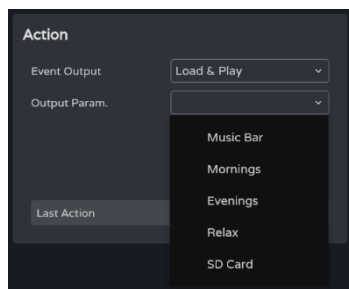 Action
Event Output
Load & Play
Output Param.
Music Bar
Mornings
Evenings
Relax
Last Action
SD Card